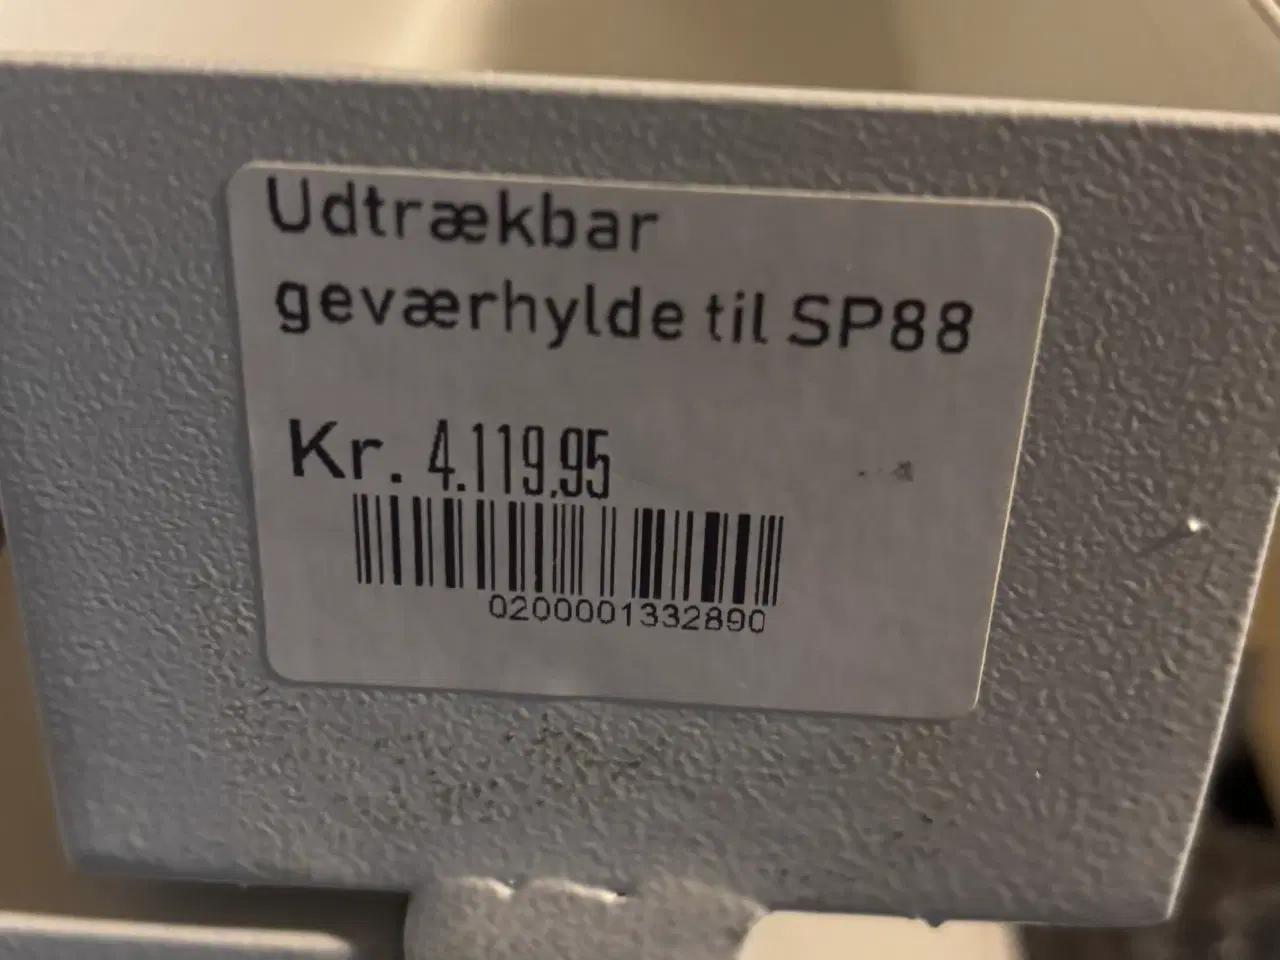 Udtrækbar
geværhylde til SP88
Kr. 4.119,95
0200001332890